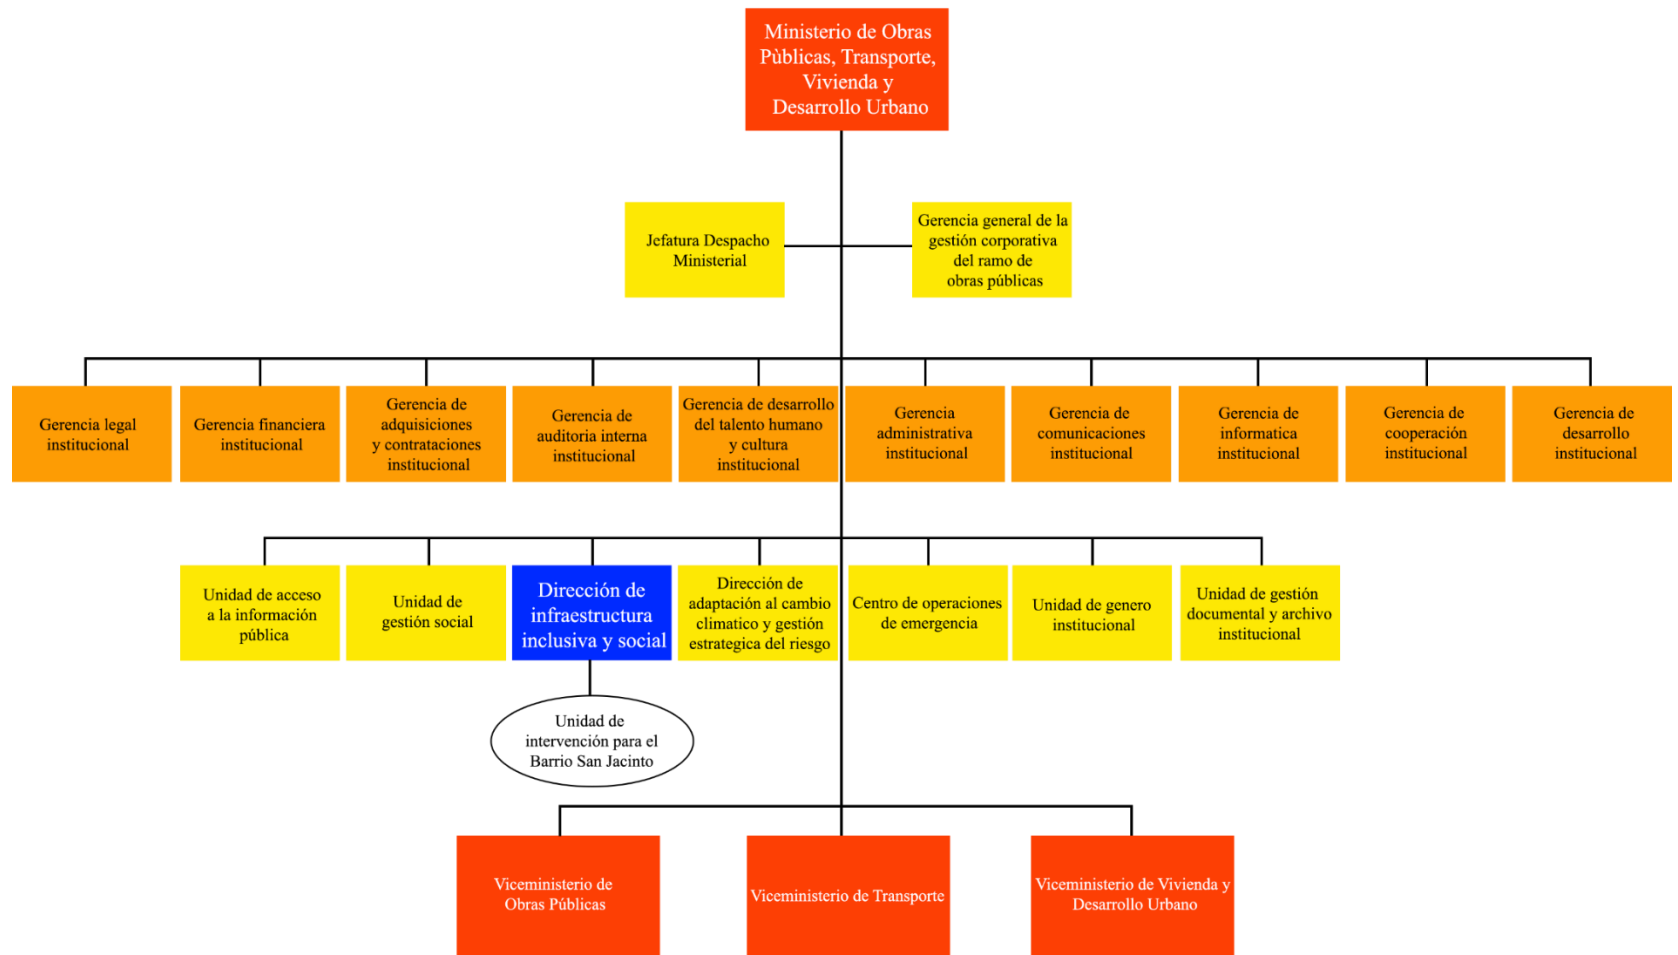 Ministerio de Obras
Pùblicas, Transporte,
Vivienda y
Desarrollo Urbano
Jefatura Despacho
Ministerial
Gerencia general de la
gestión corporativa
del ramo de
obras públicas
Gerencia legal
institucional
Gerencia financiera
institucional
Gerencia de
adquisiciones
y contrataciones
institucional
Gerencia de
auditoria interna
institucional
Gerencia de desarrollo
del talento humano
y cultura
institucional
Gerencia
administrativa
institucional
Gerencia de
comunicaciones
institucional
Gerencia de
informatica
institucional
Gerencia de
cooperación
institucional
Gerencia de
desarrollo
institucional
Unidad de acceso
a la información
pública
Unidad de
gestión social
Dirección de
infraestructura
inclusiva y social
Dirección de
adaptación al cambio
climatico y gestión
estrategica del riesgo
Centro de operaciones
de emergencia
Unidad de genero
institucional
Unidad de gestión
documental y archivo
institucional
Unidad de
intervención para el
Barrio San Jacinto
Viceministerio de
Obras Públicas
Viceministerio de Transporte
Viceministerio de Vivienda y
Desarrollo Urbano